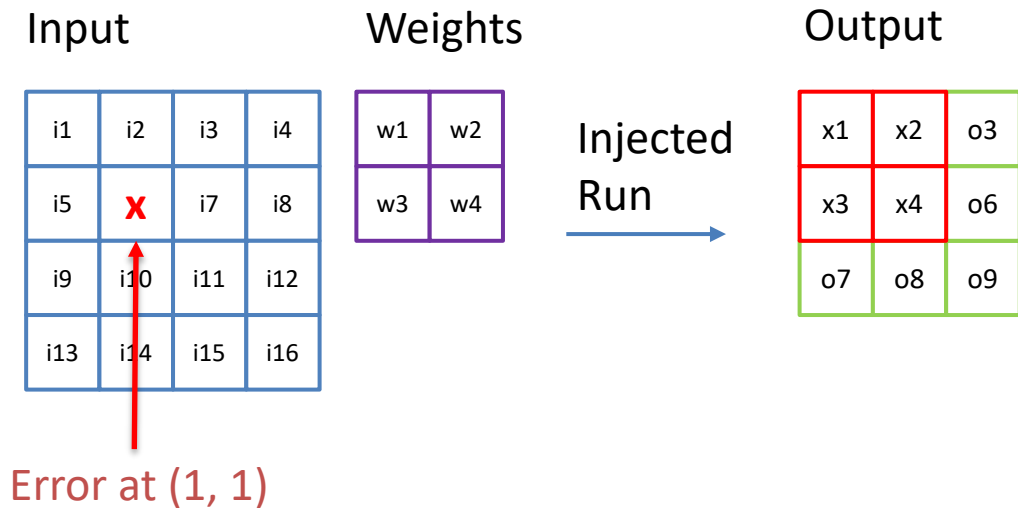 Input
Weights
Output
i1 i2 i3 i4
i5 x i7 i8
i9 i10 i11 i12
i13 i14 i15 i16
w1 w2
w3 w4
Injected
Run
x1 x2 o3
x3 x4 o6
o7 o8 o9
Error at (1, 1)